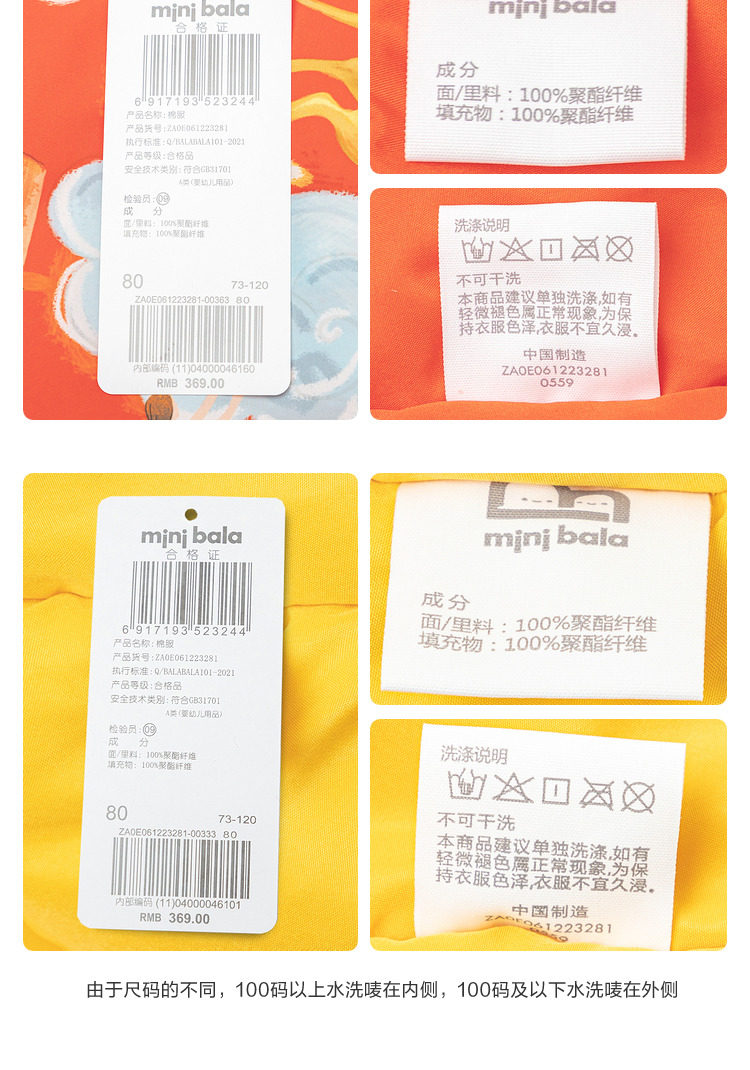 mini bala
合格证
6 917193 523244
产品名称:棉服
产品货号:ZA0E061223281
执行标准:Q/BALABALA101-2021
产品等级:合格品
安全技术类别:符合GB31701
A类(婴幼儿用品)
检验员:09
成 分
面/里料: 100%聚酯纤维
填充物: 100%聚酯纤维
80 73-120
ZA0E061223281-00363 80
内部编码 (11)04000046160
RMB 369.00
mini bala
成分
面/里料：100%聚酯纤维
填充物：100%聚酯纤维
洗涤说明
不可干洗
本商品建议单独洗涤,如有
轻微褪色属正常现象,为保
持衣服色泽,衣服不宜久浸。
中国制造
ZA0E061223281
0559
mini bala
合格证
6 917193 523244
产品名称:棉服
产品货号:ZA0E061223281
执行标准:Q/BALABALA101-2021
产品等级:合格品
安全技术类别:符合GB31701
A类(婴幼儿用品)
检验员:09
成 分
面/里料: 100%聚酯纤维
填充物: 100%聚酯纤维
80 73-120
ZA0E061223281-00333 80
内部编码 (11)04000046101
RMB 369.00
mini bala
成分
面/里料：100%聚酯纤维
填充物：100%聚酯纤维
洗涤说明
不可干洗
本商品建议单独洗涤,如有
轻微褪色属正常现象,为保
持衣服色泽,衣服不宜久浸。
中国制造
ZA0E061223281
0559
由于尺码的不同，100码以上水洗唛在内侧，100码及以下水洗唛在外侧